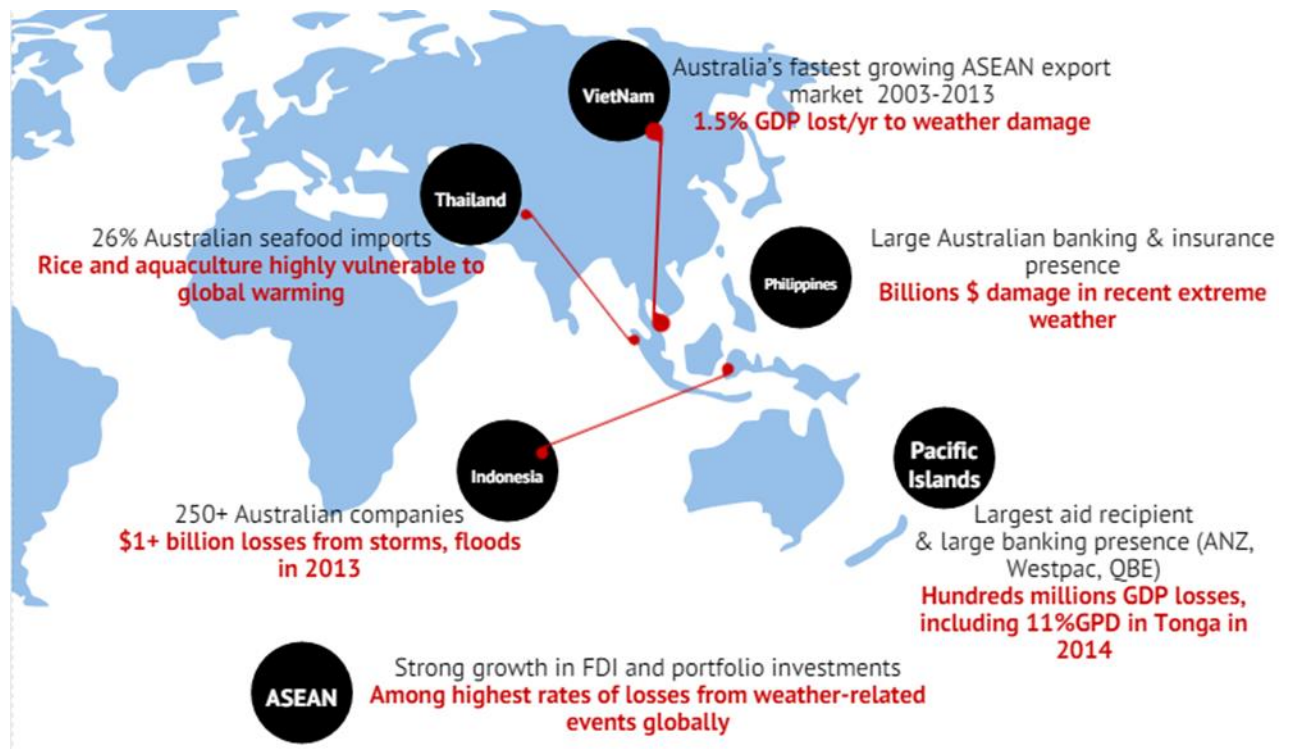 VietNam
Australia's fastest growing ASEAN export
market 2003-2013
1.5% GDP lost/yr to weather damage
Thailand
26% Australian seafood imports
Rice and aquaculture highly vulnerable to
global warming
Philippines
Large Australian banking & insurance
presence
Billions $ damage in recent extreme
weather
Indonesia
250+ Australian companies
$1+ billion losses from storms, floods
in 2013
Pacific
Islands
Largest aid recipient
& large banking presence (ANZ,
Westpac, QBE)
Hundreds millions GDP losses,
including 11%GPD in Tonga in
2014
ASEAN
Strong growth in FDI and portfolio investments
Among highest rates of losses from weather-related
events globally